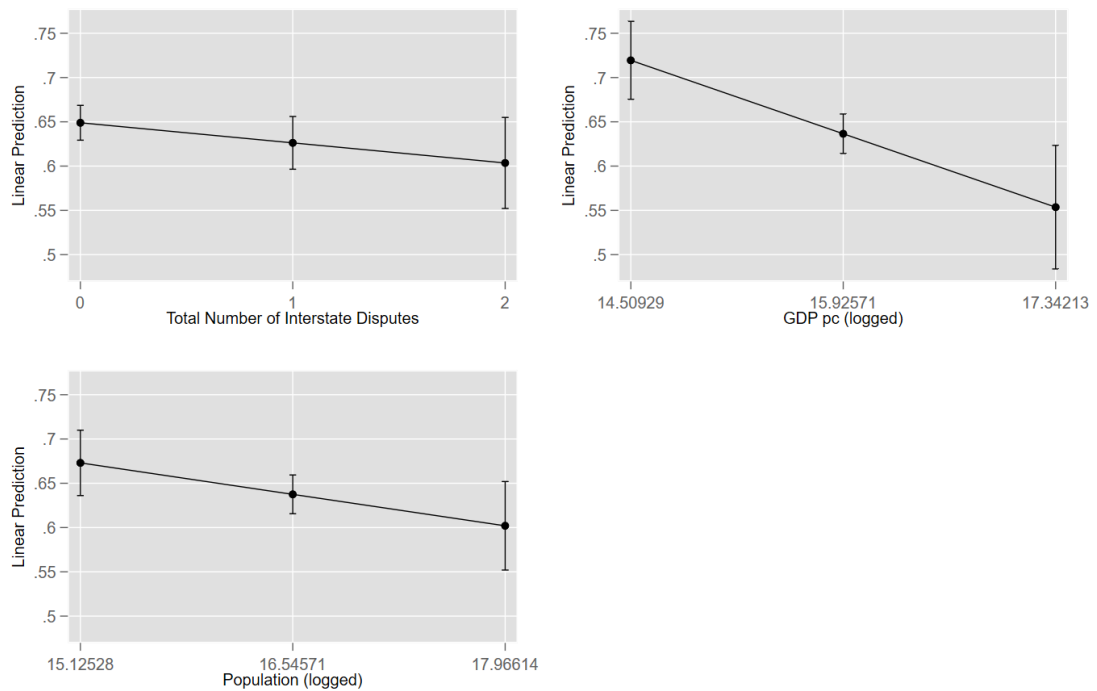 .75
.7
.65
.6
.55
.5
Linear Prediction
0 1 2
Total Number of Interstate Disputes
.75
.7
.65
.6
.55
.5
Linear Prediction
14.50929 15.92571 17.34213
GDP pc (logged)
.75
.7
.65
.6
.55
.5
Linear Prediction
15.12528 16.54571 17.96614
Population (logged)